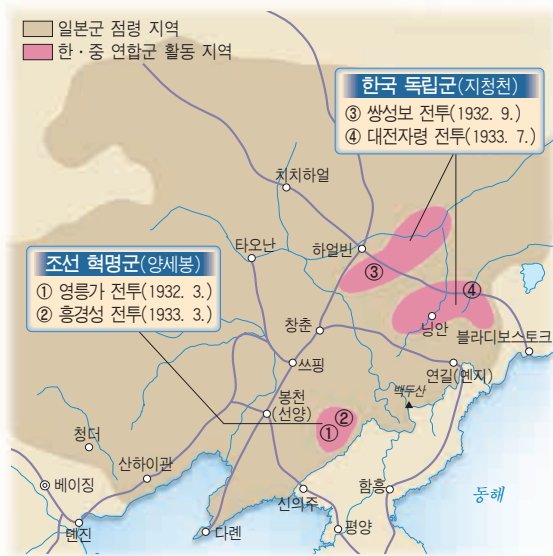 일본군 점령 지역
한·중 연합군 활동 지역
한국 독립군(지청천)
③ 쌍성보 전투(1932. 9.)
④ 대전자령 전투(1933. 7.)
치치하얼
타오난
하얼빈
③
조선 혁명군(양세봉)
① 영릉가 전투(1932. 3.)
② 흥경성 전투(1933. 3.)
④
닝안
창춘
블라디보스토크
쓰핑
연길(옌지)
백두산
봉천
(선양)
②
①
청더
산하이관
베이징
톈진
다롄
신의주
함흥
평양
동해